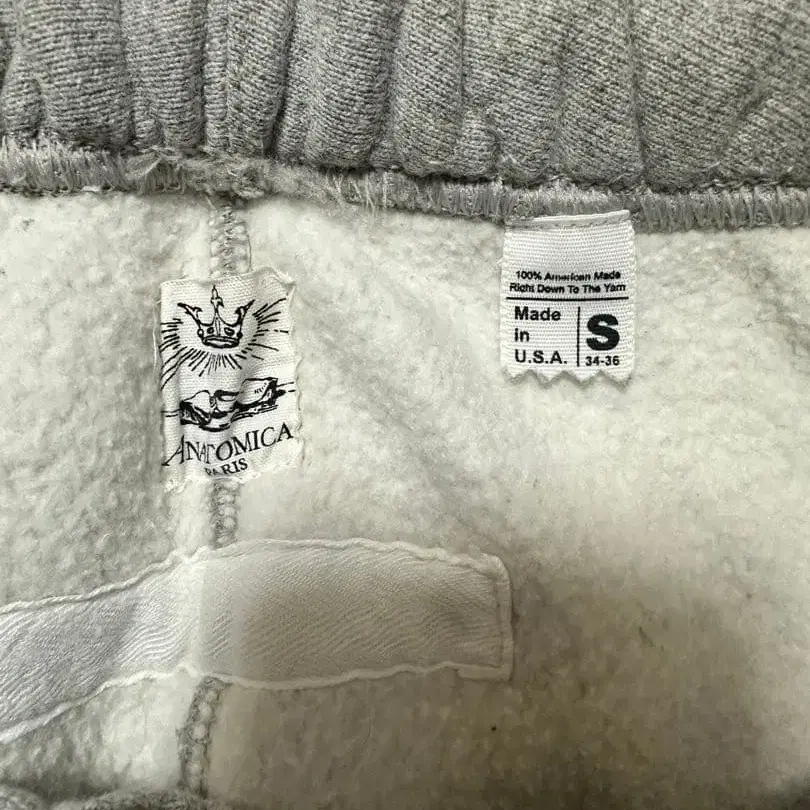 ANATOMICA
PARIS
100% American Made
Right Down To The Yarn
Made
in
U.S.A.
S
34-36